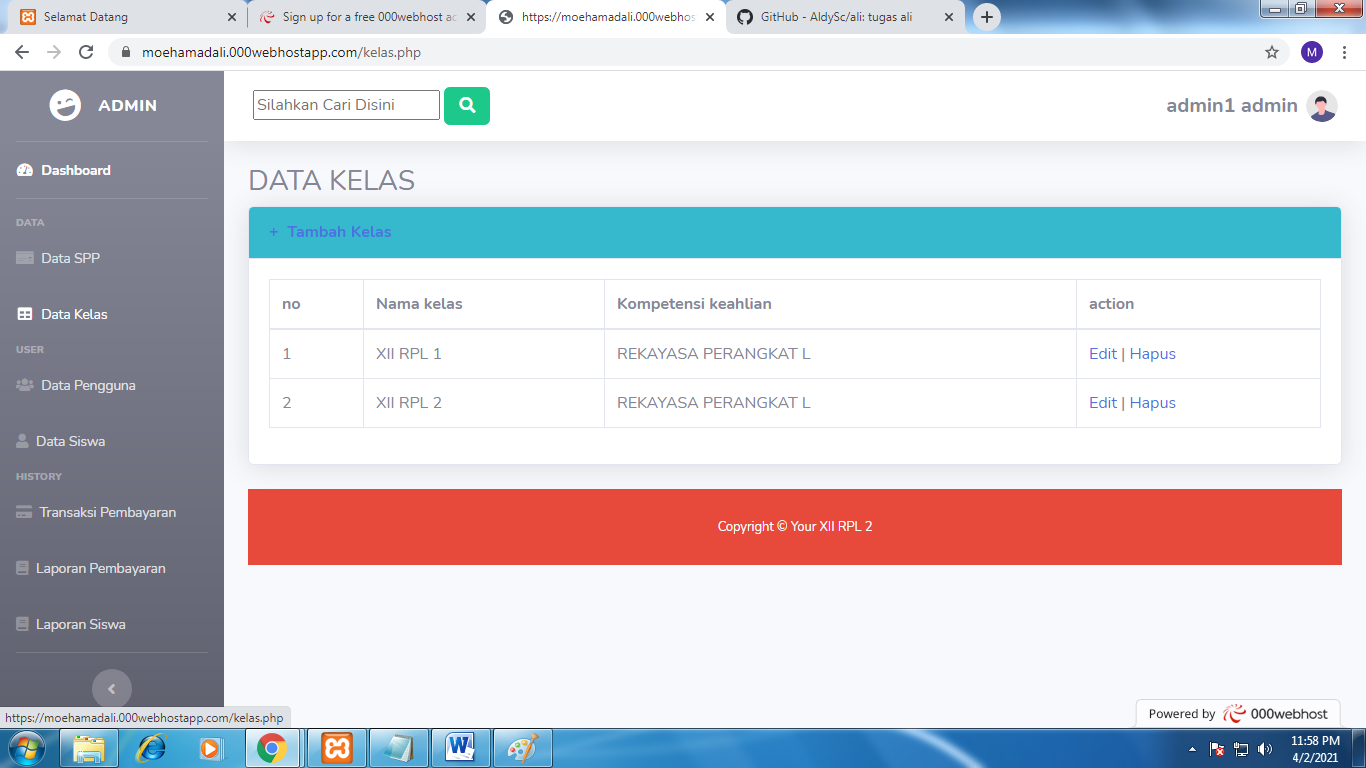 Selamat Datang
Sign up for a free 000webhost ac
https://moehamadali.000webhos
GitHub - AldySc/ali: tugas ali
moehamadali.000webhostapp.com/kelas.php
M
ADMIN
Silahkan Cari Disini
admin1 admin
Dashboard
DATA
Data SPP
Data Kelas
USER
Data Pengguna
Data Siswa
HISTORY
Transaksi Pembayaran
Laporan Pembayaran
Laporan Siswa
DATA KELAS
+ Tambah Kelas
no Nama kelas Kompetensi keahlian action
1 XII RPL 1 REKAYASA PERANGKAT L Edit | Hapus
2 XII RPL 2 REKAYASA PERANGKAT L Edit | Hapus
Copyright © Your XII RPL 2
https://moehamadali.000webhostapp.com/kelas.php
Powered by 000webhost
11:58 PM
4/2/2021